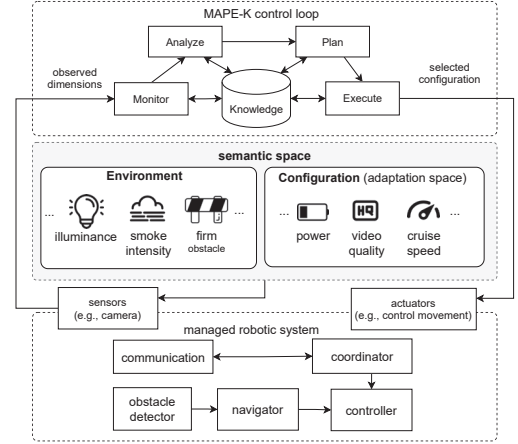 MAPE-K control loop
Analyze
Plan
observed
dimensions
selected
configuration
Monitor
Knowledge
Execute
semantic space
Environment
Configuration (adaptation space)
...
...
...
HQ
...
illuminance
smoke
intensity
firm
obstacle
power
video
quality
cruise
speed
sensors
(e.g., camera)
actuators
(e.g., control movement)
managed robotic system
communication
coordinator
obstacle
detector
navigator
controller